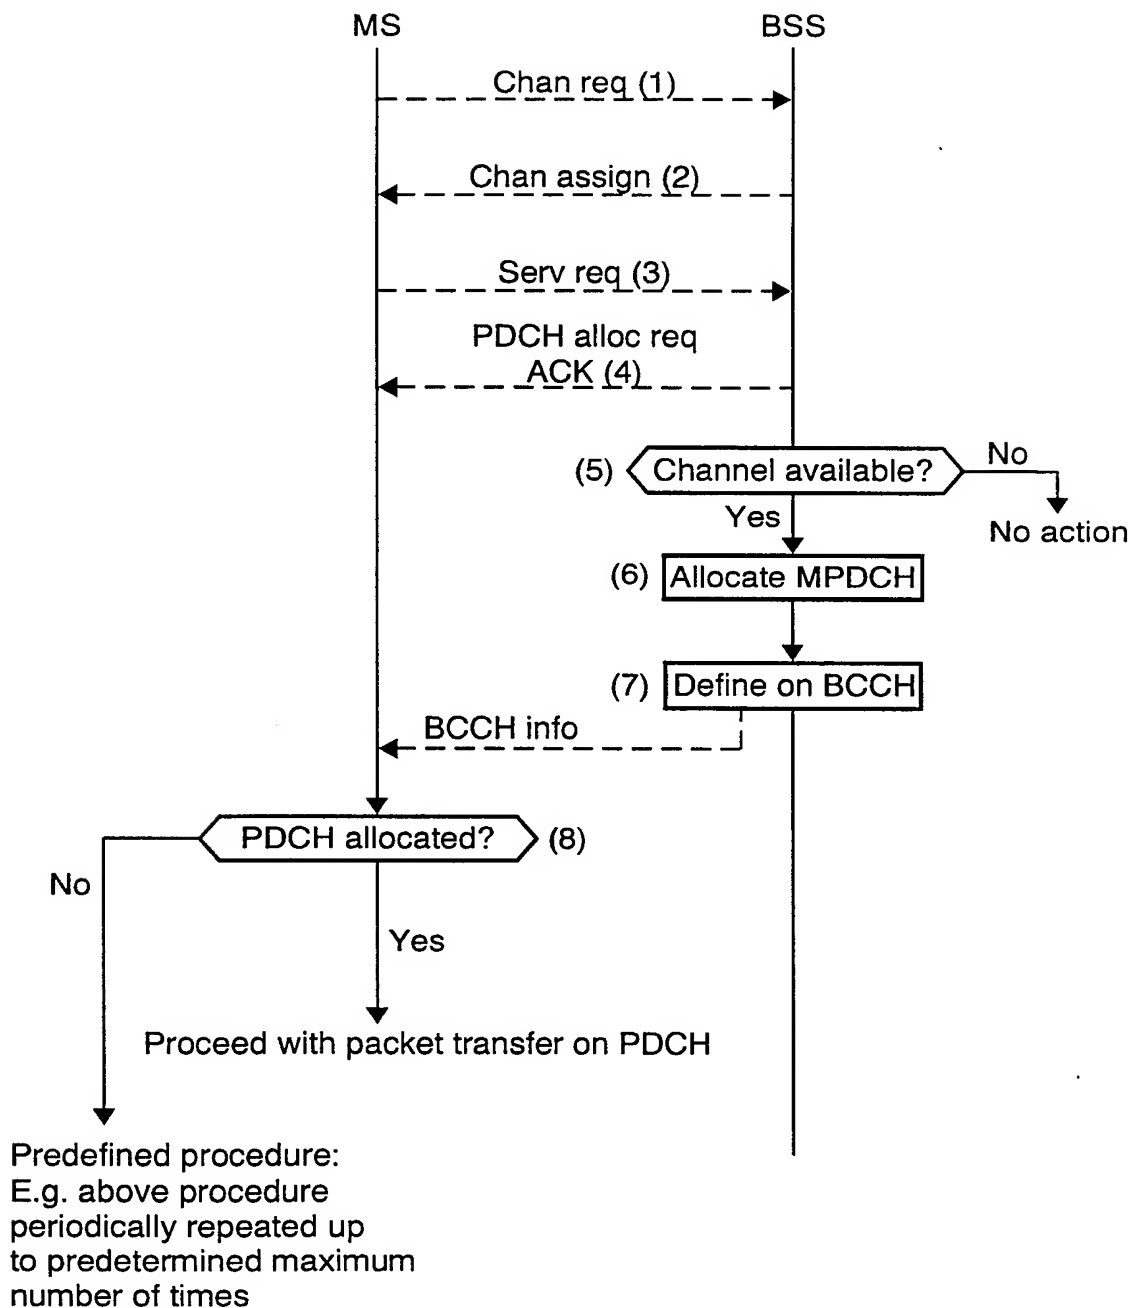 MS
BSS
Chan req (1)
Chan assign (2)
Serv req (3)
PDCH alloc req
ACK (4)
(5)
Channel available?
No
Yes
No action
(6)
Allocate MPDCH
(7)
Define on BCCH
BCCH info
PDCH allocated?
(8)
No
Yes
Proceed with packet transfer on PDCH
Predefined procedure:
E.g. above procedure
periodically repeated up
to predetermined maximum
number of times